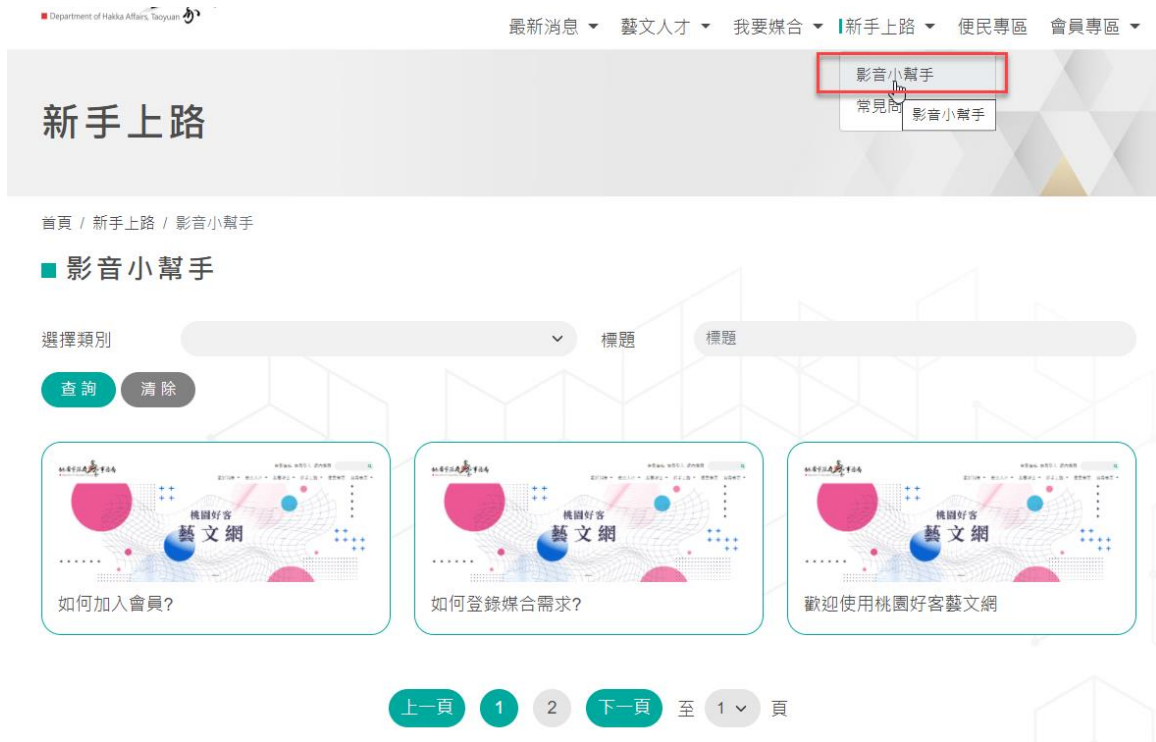 Department of Hakka Affairs, Taoyuan
最新消息 藝文人才 我要媒合 新手上路 便民專區 會員專區
影音小幫手
常見問
影音小幫手
新手上路
首頁 / 新手上路 / 影音小幫手
影音小幫手
選擇類別 標題 標題
查詢 清除
桃園好客 桃園好客 桃園好客
藝文網 藝文網 藝文網
如何加入會員? 如何登錄媒合需求? 歡迎使用桃園好客藝文網
上一頁 1 2 下一頁 至 1 頁